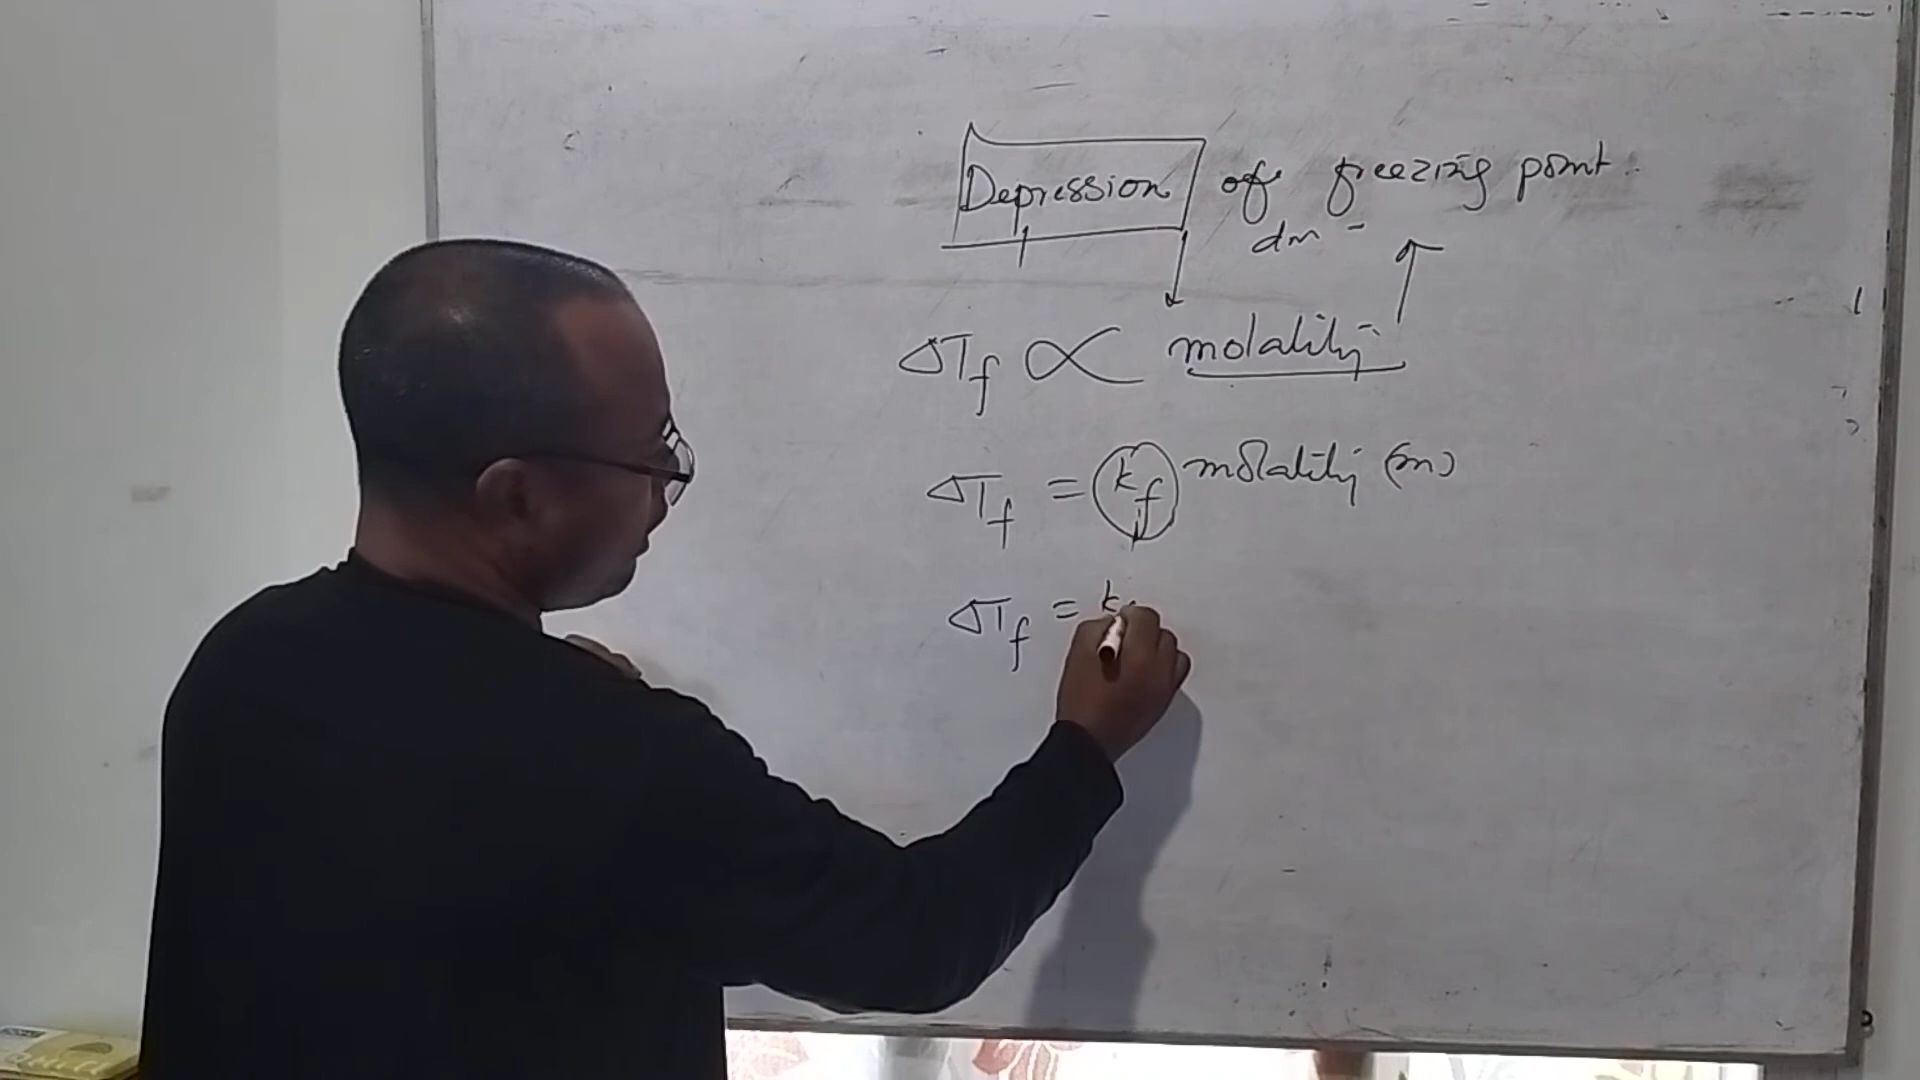 Depression of freezing point.
dm -
ΔTf ∝ molality
ΔTf = kf molality (m)
ΔTf = k